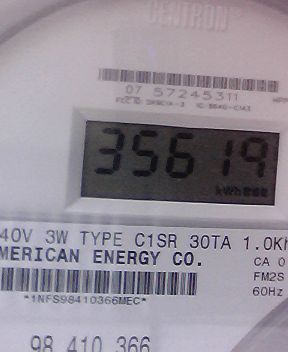 CENTRON
07 57245311
35619
kWh
40V 3W TYPE C1SR 30TA 1.0Kh
MERICAN ENERGY CO.
CA 0
FM2S
60Hz
*1NFS98410366MEC*
98 410 366